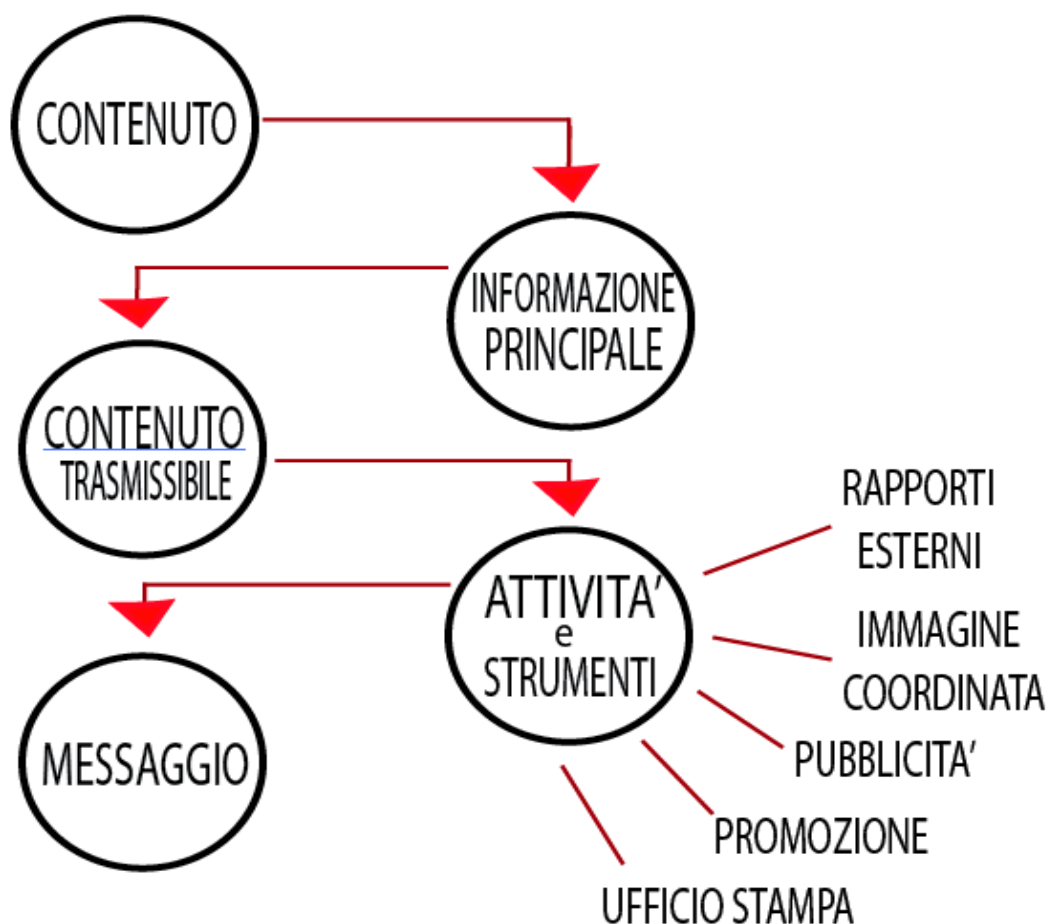 CONTENUTO
INFORMAZIONE
PRINCIPALE
CONTENUTO
TRASMISSIBILE
ATTIVITA’
e
STRUMENTI
RAPPORTI
ESTERNI
IMMAGINE
COORDINATA
PUBBLICITA’
PROMOZIONE
UFFICIO STAMPA
MESSAGGIO